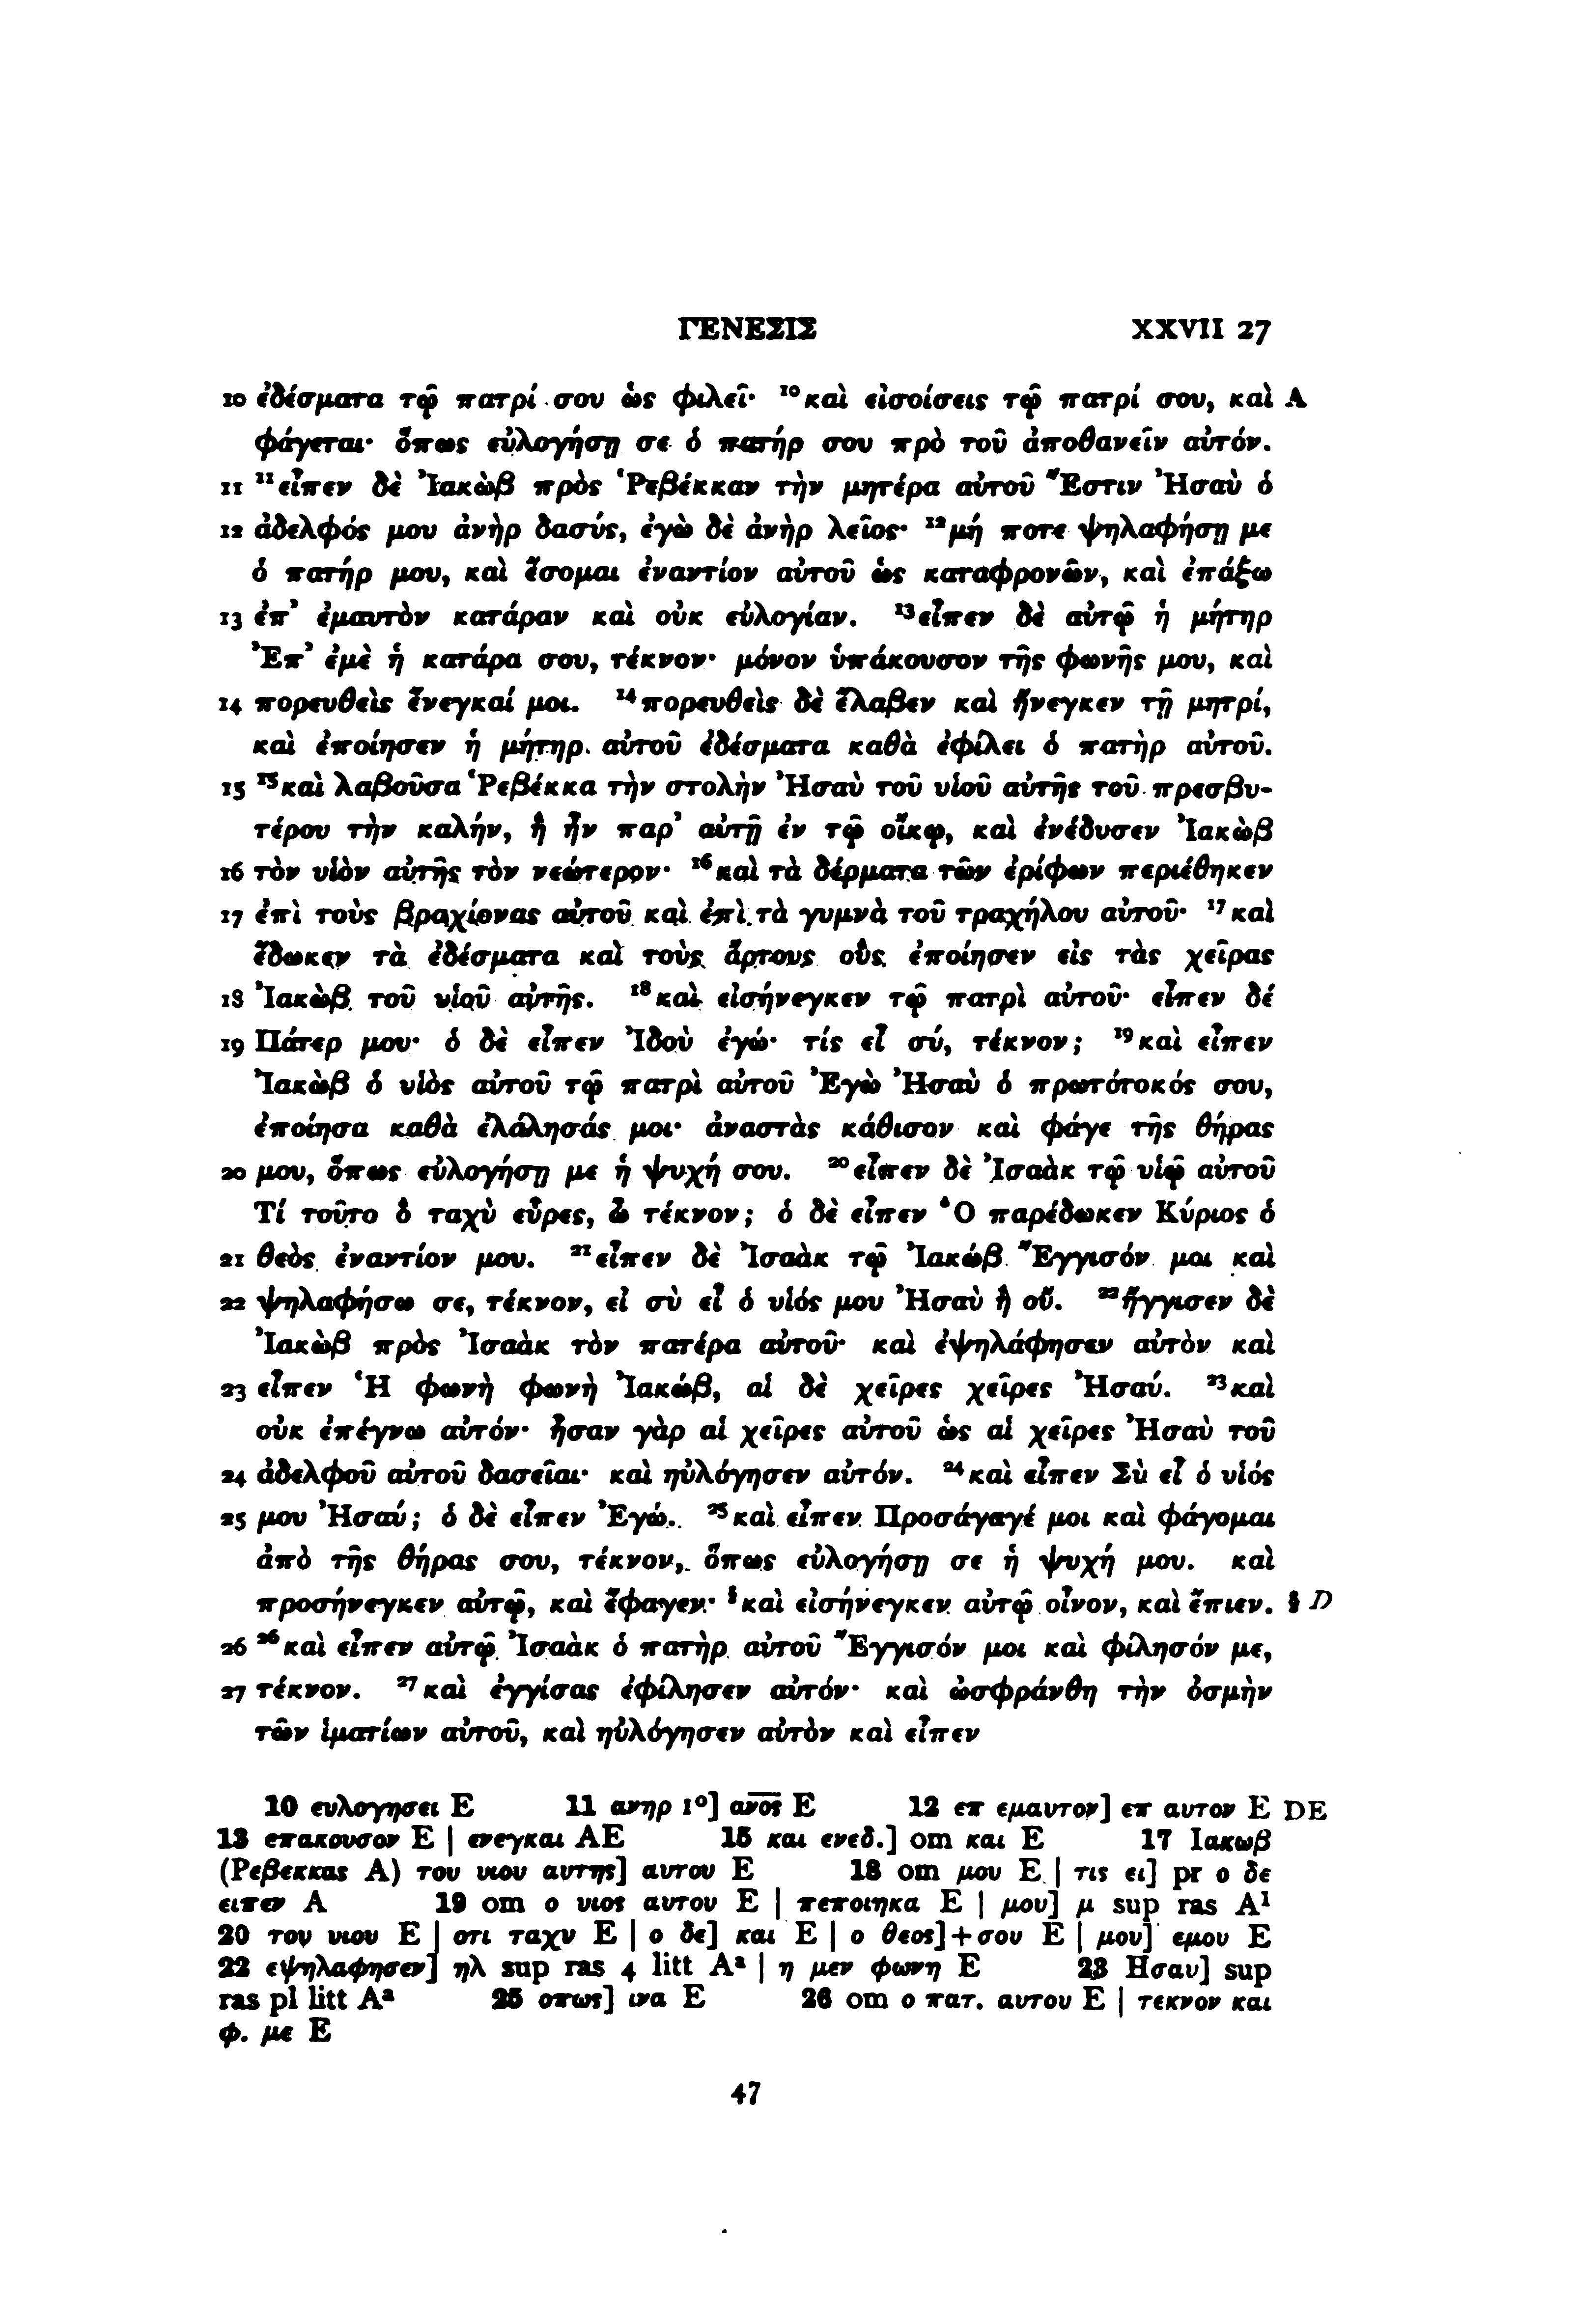 ΓΕΝΕΣΙΣ XXVII 27
10 ἐδέσματα τῷ πατρί σου ὡς φιλεῖ· ¹⁰καὶ εἰσοίσεις τῷ πατρί σου, καὶ A
φάγεται· ὅπως εὐλογήσῃ σε ὁ πατήρ σου πρὸ τοῦ ἀποθανεῖν αὐτόν.
11 ¹¹εἶπεν δὲ Ἰακὼβ πρὸς Ῥεβέκκαν τὴν μητέρα αὐτοῦ Ἔστιν Ἠσαὺ ὁ
12 ἀδελφός μου ἀνὴρ δασύς, ἐγὼ δὲ ἀνὴρ λεῖος· ¹²μή ποτε ψηλαφήσῃ με
ὁ πατήρ μου, καὶ ἔσομαι ἐναντίον αὐτοῦ ὡς καταφρονῶν, καὶ ἐπάξω
13 ἐπ’ ἐμαυτὸν κατάραν καὶ οὐκ εὐλογίαν. ¹³εἶπεν δὲ αὐτῷ ἡ μήτηρ
Ἐπ’ ἐμὲ ἡ κατάρα σου, τέκνον· μόνον ὑπάκουσον τῆς φωνῆς μου, καὶ
14 πορευθεὶς ἔνεγκαί μοι. ¹⁴πορευθεὶς δὲ ἔλαβεν καὶ ἤνεγκεν τῇ μητρί,
καὶ ἐποίησεν ἡ μήτηρ αὐτοῦ ἐδέσματα καθὰ ἐφίλει ὁ πατὴρ αὐτοῦ.
15 ¹⁵καὶ λαβοῦσα Ῥεβέκκα τὴν στολὴν Ἠσαὺ τοῦ υἱοῦ αὐτῆς τοῦ πρεσβυ-
τέρου τὴν καλήν, ἣ ἦν παρ’ αὐτῇ ἐν τῷ οἴκῳ, καὶ ἐνέδυσεν Ἰακὼβ
16 τὸν υἱὸν αὐτῆς τὸν νεώτερον· ¹⁶καὶ τὰ δέρματα τῶν ἐρίφων περιέθηκεν
17 ἐπὶ τοὺς βραχίονας αὐτοῦ καὶ ἐπὶ τὰ γυμνὰ τοῦ τραχήλου αὐτοῦ· ¹⁷καὶ
ἔδωκεν τὰ ἐδέσματα καὶ τοὺς ἄρτους οὓς ἐποίησεν εἰς τὰς χεῖρας
18 Ἰακὼβ τοῦ υἱοῦ αὐτῆς. ¹⁸καὶ εἰσήνεγκεν τῷ πατρὶ αὐτοῦ· εἶπεν δέ
19 Πάτερ μου· ὁ δὲ εἶπεν Ἰδοὺ ἐγώ· τίς εἶ σύ, τέκνον; ¹⁹καὶ εἶπεν
Ἰακὼβ ὁ υἱὸς αὐτοῦ τῷ πατρὶ αὐτοῦ Ἐγὼ Ἠσαὺ ὁ πρωτότοκός σου,
ἐποίησα καθὰ ἐλάλησάς μοι· ἀναστὰς κάθισον καὶ φάγε τῆς θήρας
20 μου, ὅπως εὐλογήσῃ με ἡ ψυχή σου. ²⁰εἶπεν δὲ Ἰσαὰκ τῷ υἱῷ αὐτοῦ
Τί τοῦτο ὃ ταχὺ εὗρες, ὦ τέκνον; ὁ δὲ εἶπεν Ὃ παρέδωκεν Κύριος ὁ
21 θεὸς ἐναντίον μου. ²¹εἶπεν δὲ Ἰσαὰκ τῷ Ἰακώβ Ἔγγισόν μοι καὶ
22 ψηλαφήσω σε, τέκνον, εἰ σὺ εἶ ὁ υἱός μου Ἠσαὺ ἢ οὔ. ²²ἤγγισεν δὲ
Ἰακὼβ πρὸς Ἰσαὰκ τὸν πατέρα αὐτοῦ· καὶ ἐψηλάφησεν αὐτὸν καὶ
23 εἶπεν Ἡ φωνὴ φωνὴ Ἰακώβ, αἱ δὲ χεῖρες χεῖρες Ἠσαύ. ²³καὶ
οὐκ ἐπέγνω αὐτόν· ἦσαν γὰρ αἱ χεῖρες αὐτοῦ ὡς αἱ χεῖρες Ἠσαὺ τοῦ
24 ἀδελφοῦ αὐτοῦ δασεῖαι· καὶ ηὐλόγησεν αὐτόν. ²⁴καὶ εἶπεν Σὺ εἶ ὁ υἱός
25 μου Ἠσαύ; ὁ δὲ εἶπεν Ἐγώ. ²⁵καὶ εἶπεν Προσάγαγέ μοι καὶ φάγομαι
ἀπὸ τῆς θήρας σου, τέκνον, ὅπως εὐλογήσῃ σε ἡ ψυχή μου. καὶ
προσήνεγκεν αὐτῷ, καὶ ἔφαγεν· §καὶ εἰσήνεγκεν αὐτῷ οἶνον, καὶ ἔπιεν. § D
26 ²⁶καὶ εἶπεν αὐτῷ Ἰσαὰκ ὁ πατὴρ αὐτοῦ Ἔγγισόν μοι καὶ φίλησόν με,
27 τέκνον. ²⁷καὶ ἐγγίσας ἐφίλησεν αὐτόν· καὶ ὠσφράνθη τὴν ὀσμὴν
τῶν ἱματίων αὐτοῦ, καὶ ηὐλόγησεν αὐτὸν καὶ εἶπεν
10 ευλογησει E 11 ανηρ 1º] α̅ν̅ο̅ς̅ E 12 επ εμαυτον] επ αυτον E DE
13 επακουσον E | ενεγκαι AE 15 και ενεδ.] om και E 17 Ιακωβ
(Ρεβεκκας A) του υιου αυτης] αυτου E 18 om μου E | τις ει] pr ο δε
ειπεν A 19 om ο υιος αυτου E | πεποιηκα E | μου] μ sup ras A¹
20 τον υιου E | οτι ταχυ E | ο δε] και E | ο θεος]+σου E | μου] εμου E
22 εψηλαφησεν] ηλ sup ras 4 litt Aᵃ | η μεν φωνη E 23 Ησαυ] sup
ras pl litt Aᵃ 25 οπως] ινα E 26 om ο πατ. αυτου E | τεκνον και
φ. με E
47